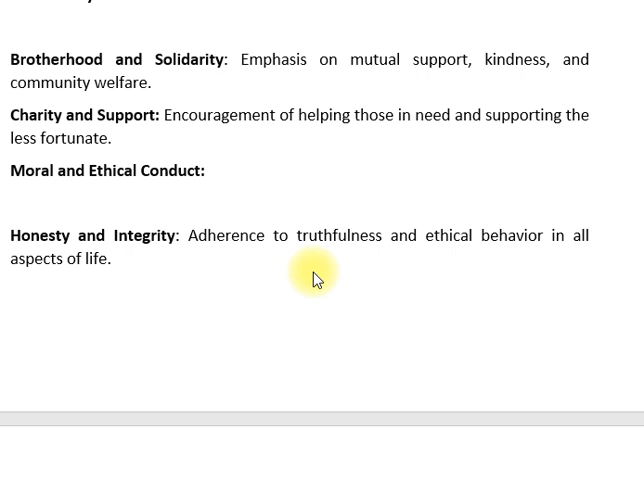 Brotherhood and Solidarity: Emphasis on mutual support, kindness, and
community welfare.
Charity and Support: Encouragement of helping those in need and supporting the
less fortunate.
Moral and Ethical Conduct:
Honesty and Integrity: Adherence to truthfulness and ethical behavior in all
aspects of life.